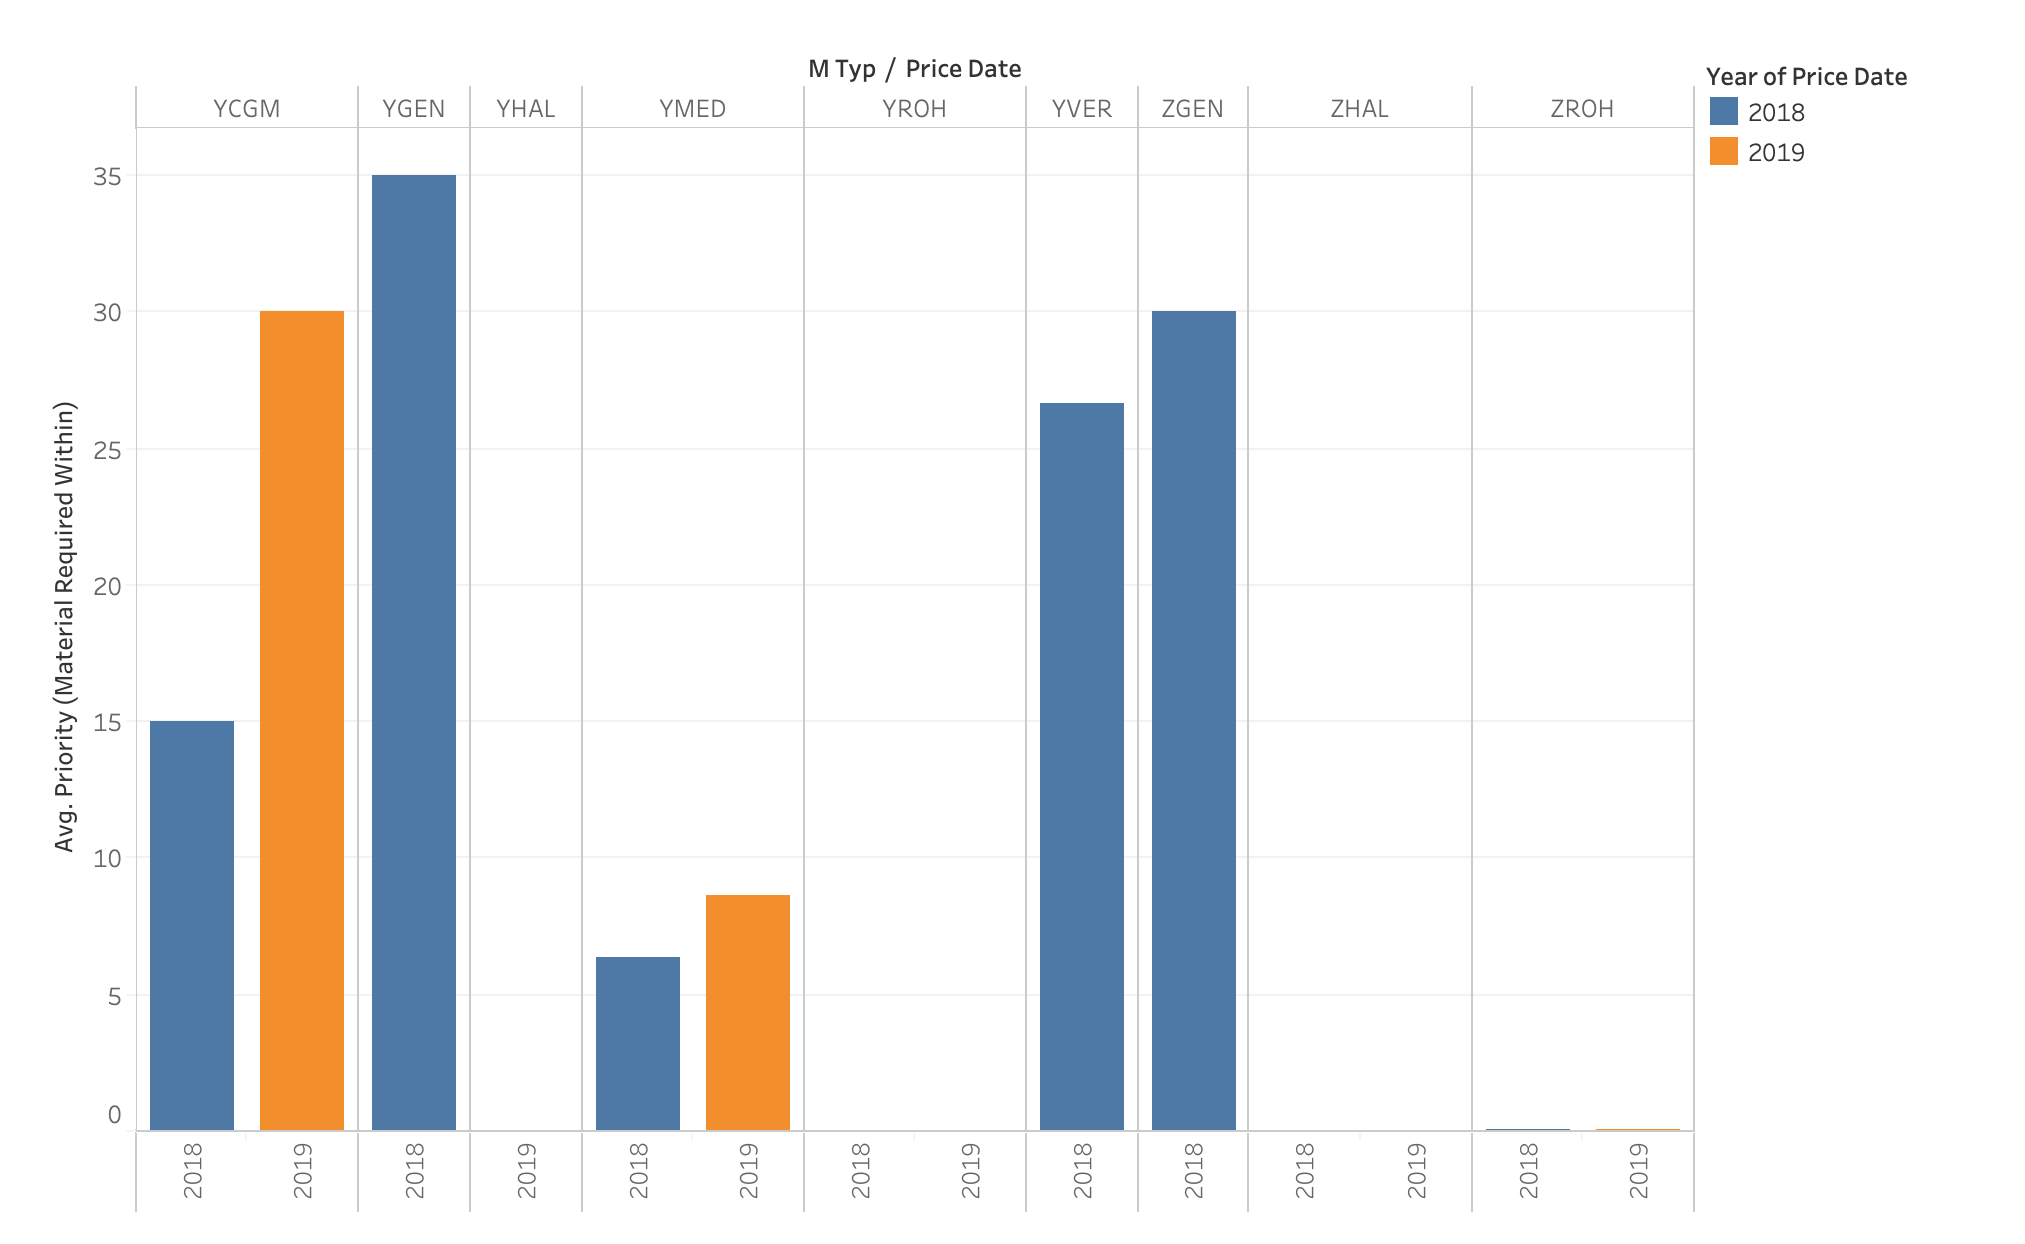 M Typ / Price Date
YCGM YGEN YHAL YMED YROH YVER ZGEN ZHAL ZROH
Year of Price Date
2018
2019
Avg. Priority (Material Required Within)
35
30
25
20
15
10
5
0
2018 2019 2018 2019 2018 2019 2018 2019 2018 2018 2018 2019 2018 2019